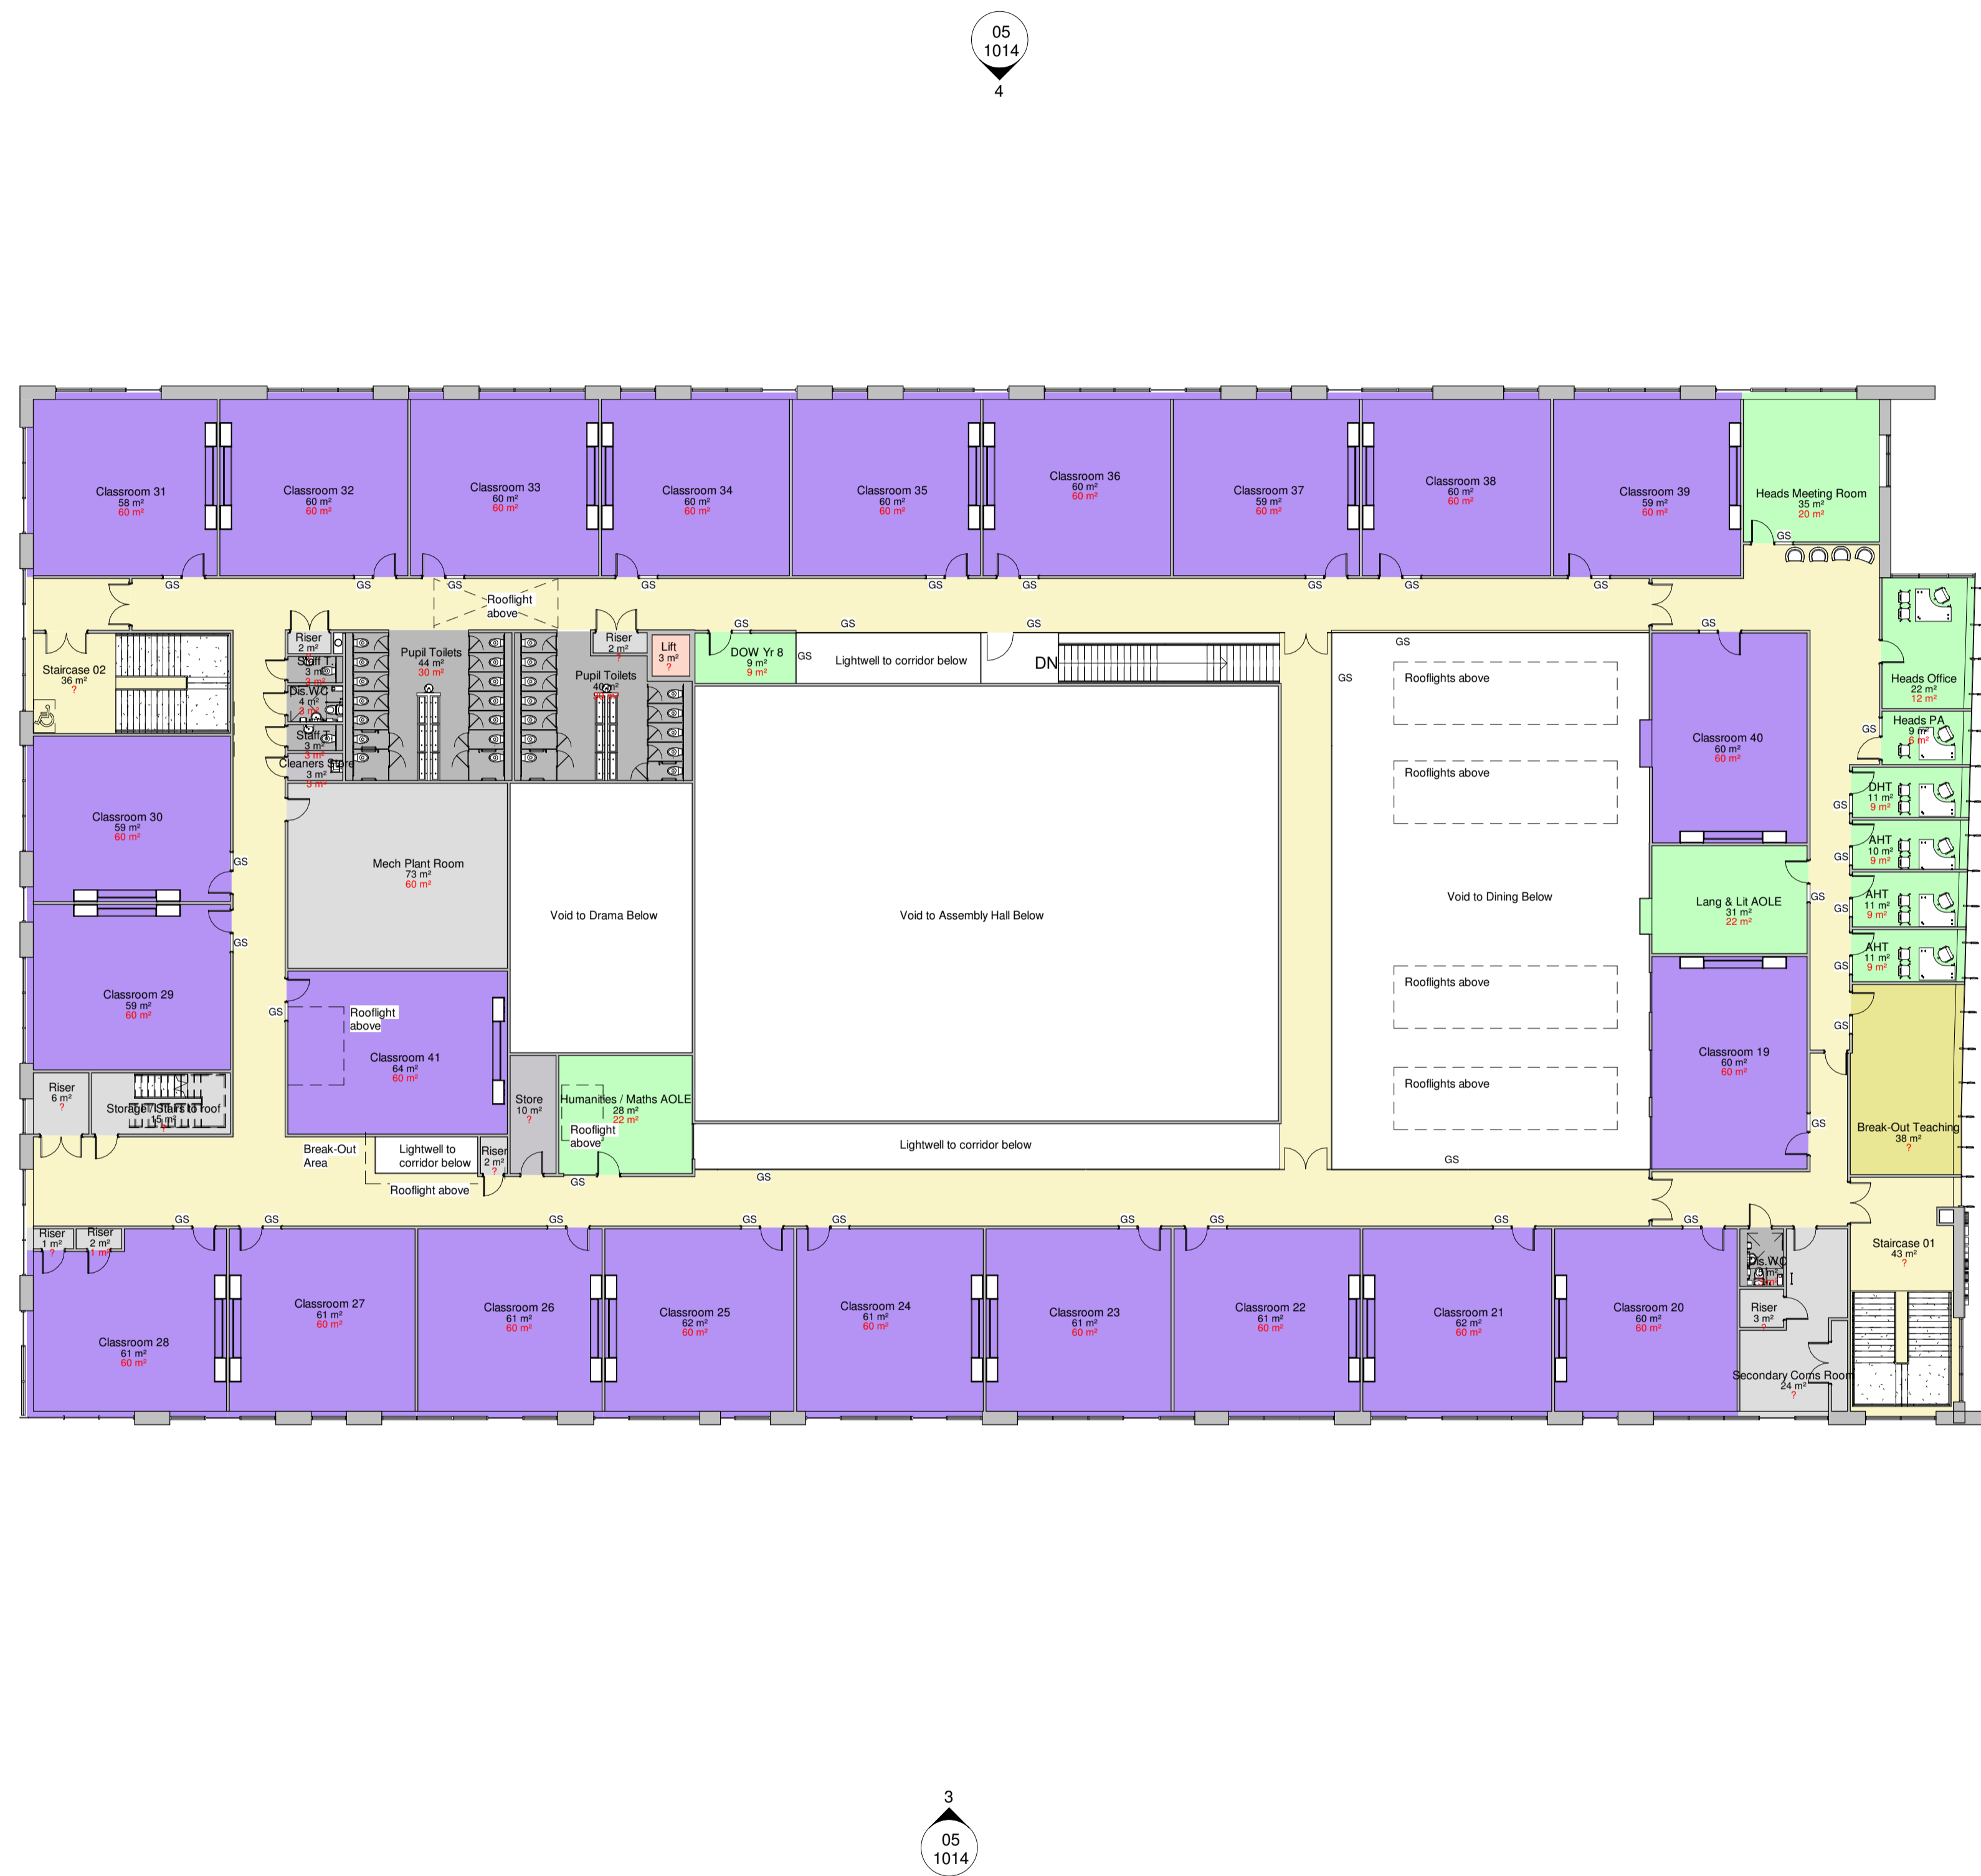 05
1014
4
Classroom 31
58 m²
60 m²
Classroom 32
60 m²
60 m²
Classroom 33
60 m²
60 m²
Classroom 34
60 m²
60 m²
Classroom 35
60 m²
60 m²
Classroom 36
60 m²
60 m²
Classroom 37
59 m²
60 m²
Classroom 38
60 m²
60 m²
Classroom 39
59 m²
60 m²
Heads Meeting Room
35 m²
20 m²
GS
GS
GS
GS
GS
GS
GS
GS
GS
GS
Rooflight
above
Staircase 02
36 m²
?
Riser
2 m²
Staff T.
3 m²
3 m²
Dis.WC
4 m²
3 m²
Staff T.
3 m²
3 m²
Cleaners Store
3 m²
3 m²
Pupil Toilets
44 m²
30 m²
Riser
2 m²
?
Pupil Toilets
Lift
3 m²
?
DOW Yr 8
9 m²
9 m²
GS
GS
GS
GS
Lightwell to corridor below
DN
GS
GS
Rooflights above
Rooflights above
Void to Dining Below
Rooflights above
Rooflights above
GS
GS
Classroom 40
60 m²
60 m²
Heads Office
22 m²
12 m²
Heads PA
9 m²
6 m²
GS
DHT
11 m²
9 m²
GS
AHT
10 m²
9 m²
GS
AHT
11 m²
9 m²
GS
AHT
11 m²
9 m²
GS
Lang & Lit AOLE
31 m²
22 m²
GS
Classroom 19
60 m²
60 m²
GS
GS
Break-Out Teaching
38 m²
?
Classroom 30
59 m²
60 m²
GS
Classroom 29
59 m²
60 m²
GS
Mech Plant Room
73 m²
60 m²
Void to Drama Below
Void to Assembly Hall Below
GS
Rooflight
above
Classroom 41
64 m²
60 m²
Riser
6 m²
?
15 m²
?
Store
10 m²
?
Humanities / Maths AOLE
28 m²
22 m²
Rooflight
above
Break-Out
Area
Lightwell to
corridor below
Riser
2 m²
?
Rooflight above
Lightwell to corridor below
GS
GS
GS
GS
GS
GS
GS
GS
GS
GS
GS
Riser
1 m²
?
Riser
2 m²
1 m²
Classroom 28
61 m²
60 m²
Classroom 27
61 m²
60 m²
Classroom 26
61 m²
60 m²
Classroom 25
62 m²
60 m²
Classroom 24
61 m²
60 m²
Classroom 23
61 m²
60 m²
Classroom 22
61 m²
60 m²
Classroom 21
62 m²
60 m²
Classroom 20
60 m²
60 m²
Dis.WC
Riser
3 m²
?
Secondary Coms Room
24 m²
?
Staircase 01
43 m²
?
3
05
1014